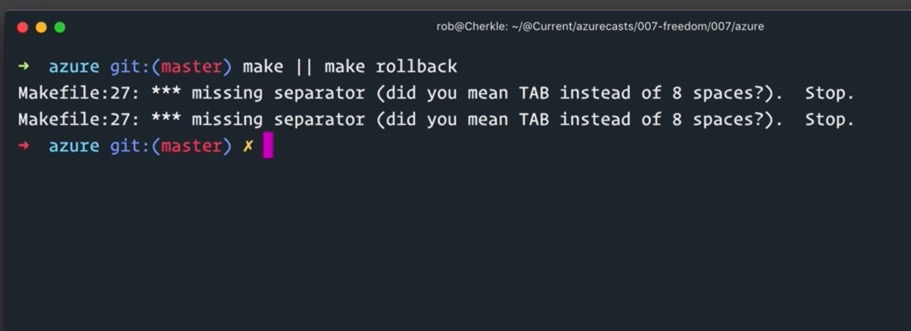 rob@Cherkle: ~/@Current/azurecasts/007-freedom/007/azure
➜ azure git:(master) make || make rollback
Makefile:27: *** missing separator (did you mean TAB instead of 8 spaces?).  Stop.
Makefile:27: *** missing separator (did you mean TAB instead of 8 spaces?).  Stop.
➜ azure git:(master) ✗